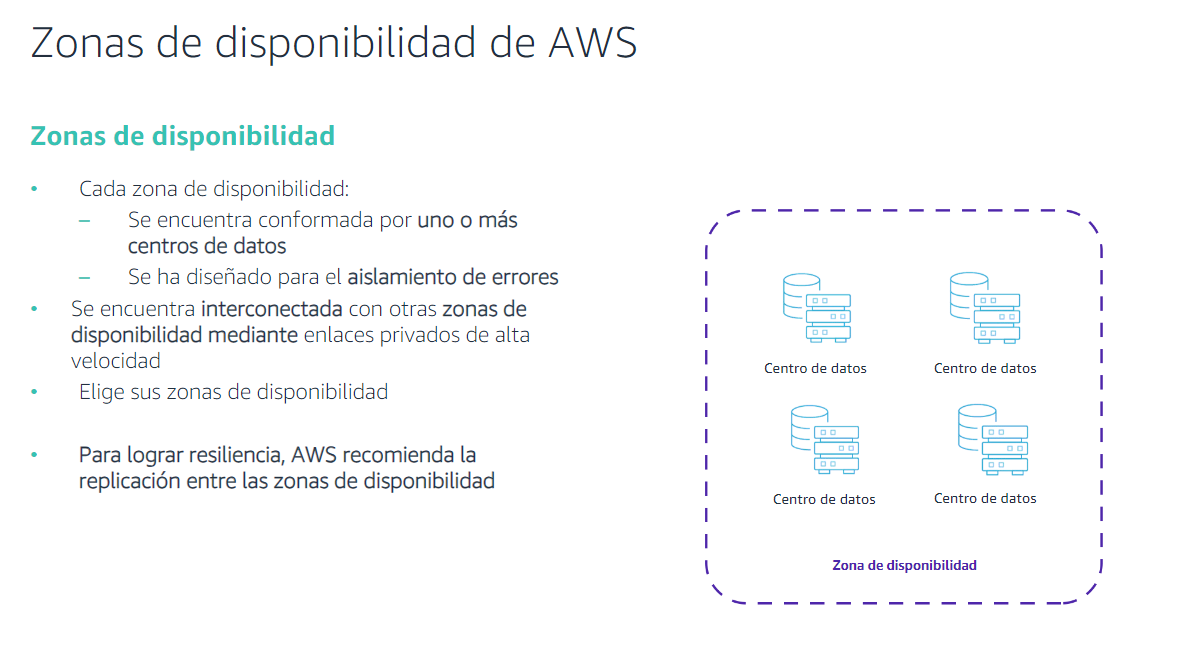 Zonas de disponibilidad de AWS
Zonas de disponibilidad
• Cada zona de disponibilidad:
– Se encuentra conformada por uno o más
centros de datos
– Se ha diseñado para el aislamiento de errores
• Se encuentra interconectada con otras zonas de
disponibilidad mediante enlaces privados de alta
velocidad
• Elige sus zonas de disponibilidad
• Para lograr resiliencia, AWS recomienda la
replicación entre las zonas de disponibilidad
Centro de datos
Centro de datos
Centro de datos
Centro de datos
Zona de disponibilidad